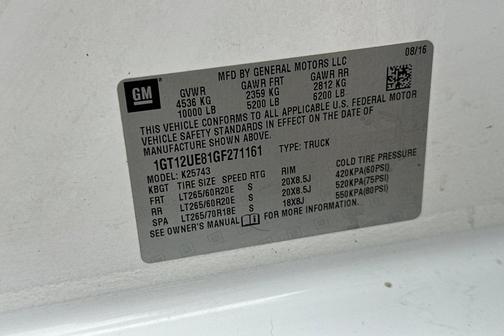 MFD BY GENERAL MOTORS LLC 08/16
GM GVWR GAWR FRT GAWR RR
4536 KG 2359 KG 2812 KG
10000 LB 5200 LB 6200 LB
THIS VEHICLE CONFORMS TO ALL APPLICABLE U.S. FEDERAL MOTOR
VEHICLE SAFETY STANDARDS IN EFFECT ON THE DATE OF
MANUFACTURE SHOWN ABOVE.
1GT12UE81GF271161 TYPE: TRUCK
MODEL: K25743
KBGT TIRE SIZE SPEED RTG RIM COLD TIRE PRESSURE
FRT LT265/60R20E S 20X8.5J 420KPA(60PSI)
RR LT265/60R20E S 20X8.5J 520KPA(75PSI)
SPA LT265/70R18E S 18X8J 550KPA(80PSI)
SEE OWNER'S MANUAL FOR MORE INFORMATION.